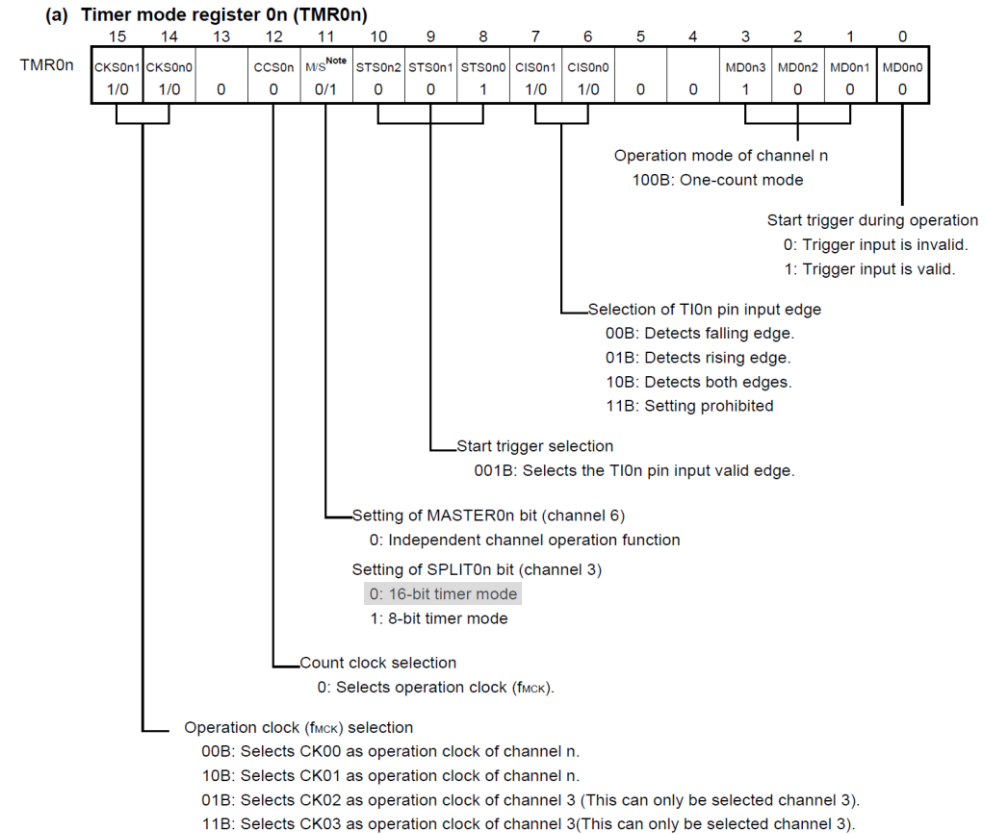 (a) Timer mode register 0n (TMR0n)
15 14 13 12 11 10 9 8 7 6 5 4 3 2 1 0
TMR0n CKS0n1 CKS0n0 CCS0n M/S Note STS0n2 STS0n1 STS0n0 CIS0n1 CIS0n0 MD0n3 MD0n2 MD0n1 MD0n0
1/0 1/0 0 0 0/1 0 0 1 1/0 1/0 0 0 1 0 0 0
Operation mode of channel n
100B: One-count mode
Start trigger during operation
0: Trigger input is invalid.
1: Trigger input is valid.
Selection of TI0n pin input edge
00B: Detects falling edge.
01B: Detects rising edge.
10B: Detects both edges.
11B: Setting prohibited
Start trigger selection
001B: Selects the TI0n pin input valid edge.
Setting of MASTER0n bit (channel 6)
0: Independent channel operation function
Setting of SPLIT0n bit (channel 3)
0: 16-bit timer mode
1: 8-bit timer mode
Count clock selection
0: Selects operation clock (fMCK).
Operation clock (fMCK) selection
00B: Selects CK00 as operation clock of channel n.
10B: Selects CK01 as operation clock of channel n.
01B: Selects CK02 as operation clock of channel 3 (This can only be selected channel 3).
11B: Selects CK03 as operation clock of channel 3(This can only be selected channel 3).